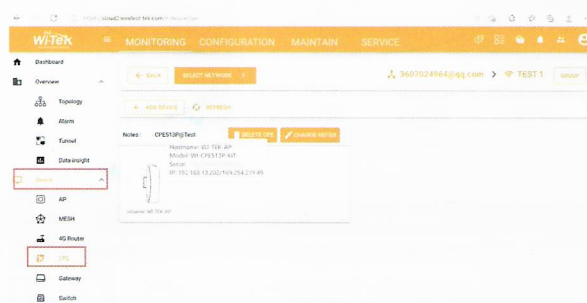 Wi-Tek
MONITORING CONFIGURATION MAINTAIN SERVICE
Dashboard
Overview
BACK SELECT NETWORK
3607024964@qq.com > TEST 1 GROUP
Topology
+ ADD DEVICE REFRESH
Alarm
Tunnel
Notes : CPE513P@Test DELETE CPE CHANGE NOTES
Data insight
Hostname: WI-TEK-AP
Model: WI-CPE513P-KIT
Serial:
Device
AP
MESH
4G Router
CPE
Gateway
Switch